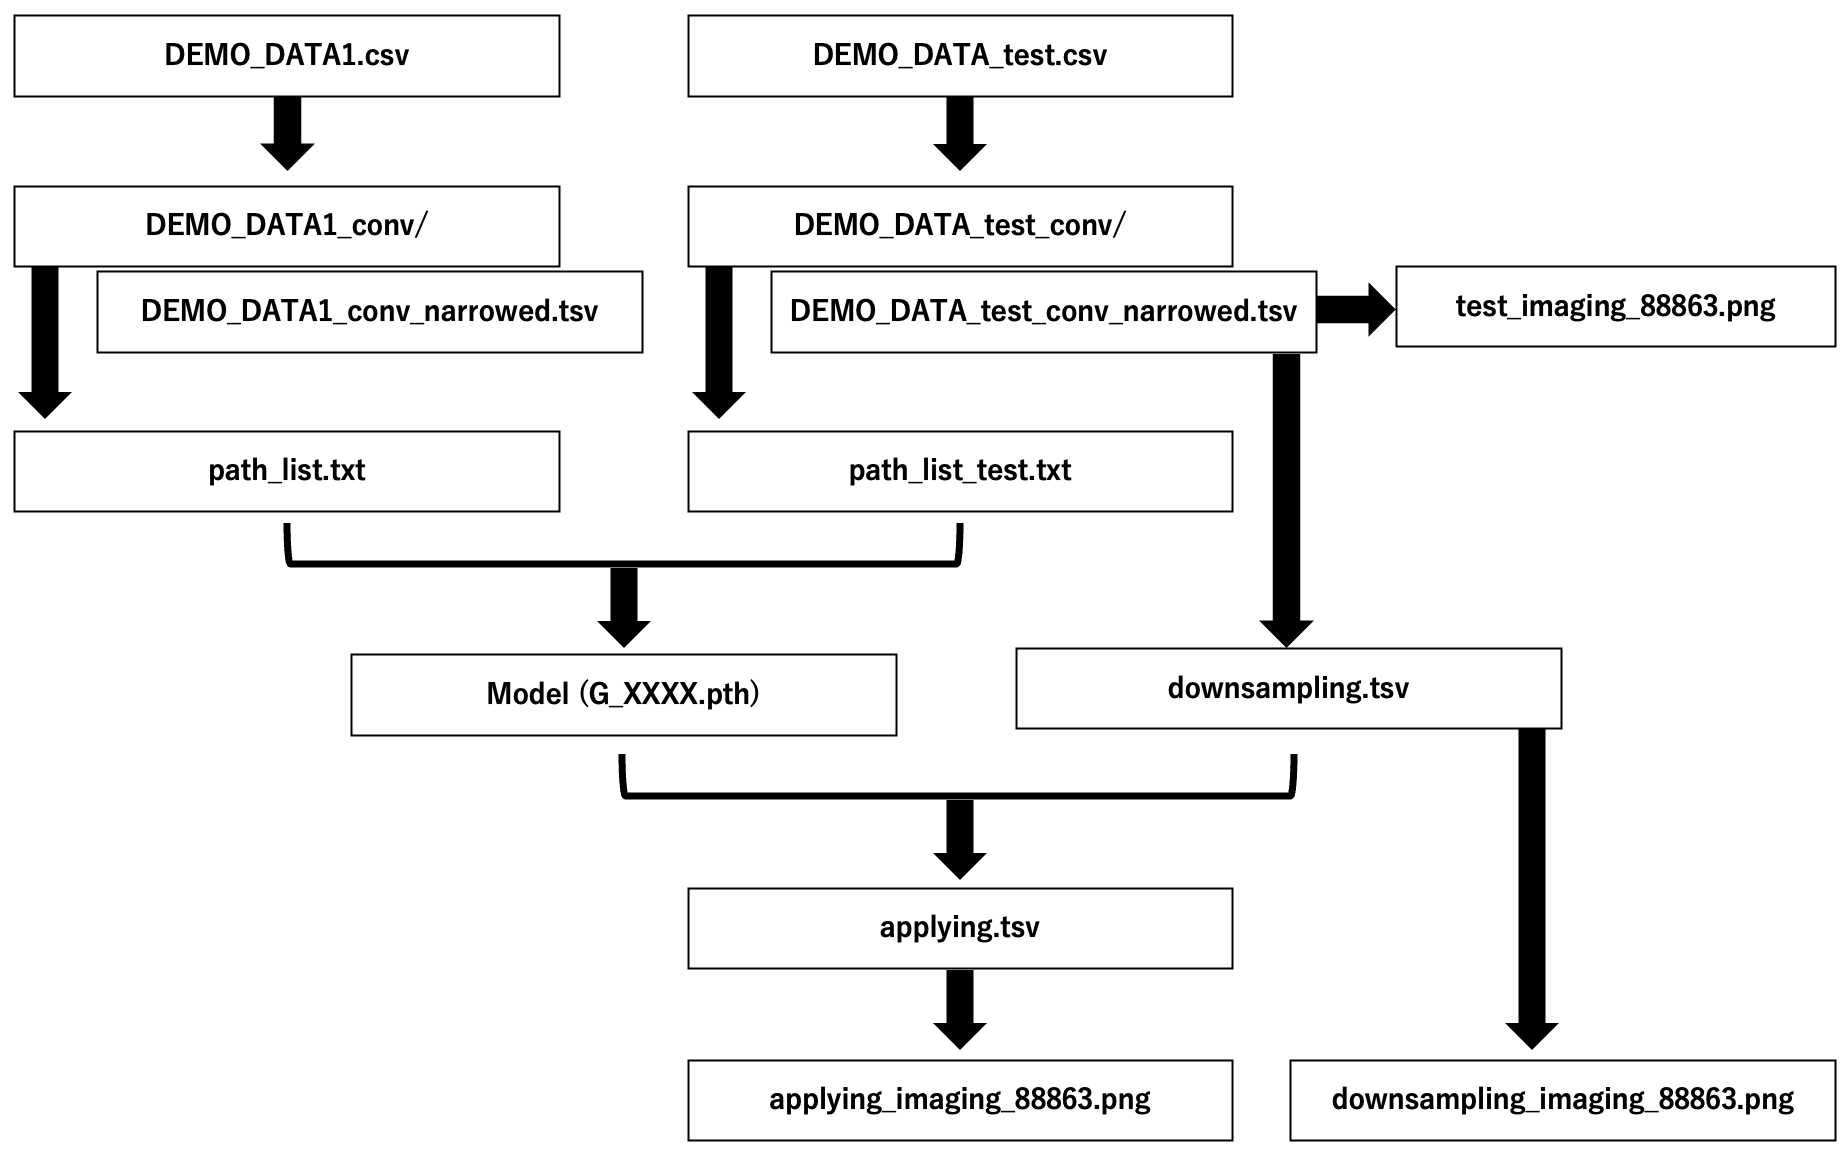 DEMO_DATA1.csv
DEMO_DATA_test.csv
DEMO_DATA1_conv/
DEMO_DATA_test_conv/
DEMO_DATA1_conv_narrowed.tsv
DEMO_DATA_test_conv_narrowed.tsv
test_imaging_88863.png
path_list.txt
path_list_test.txt
Model (G_XXXX.pth)
downsampling.tsv
applying.tsv
applying_imaging_88863.png
downsampling_imaging_88863.png